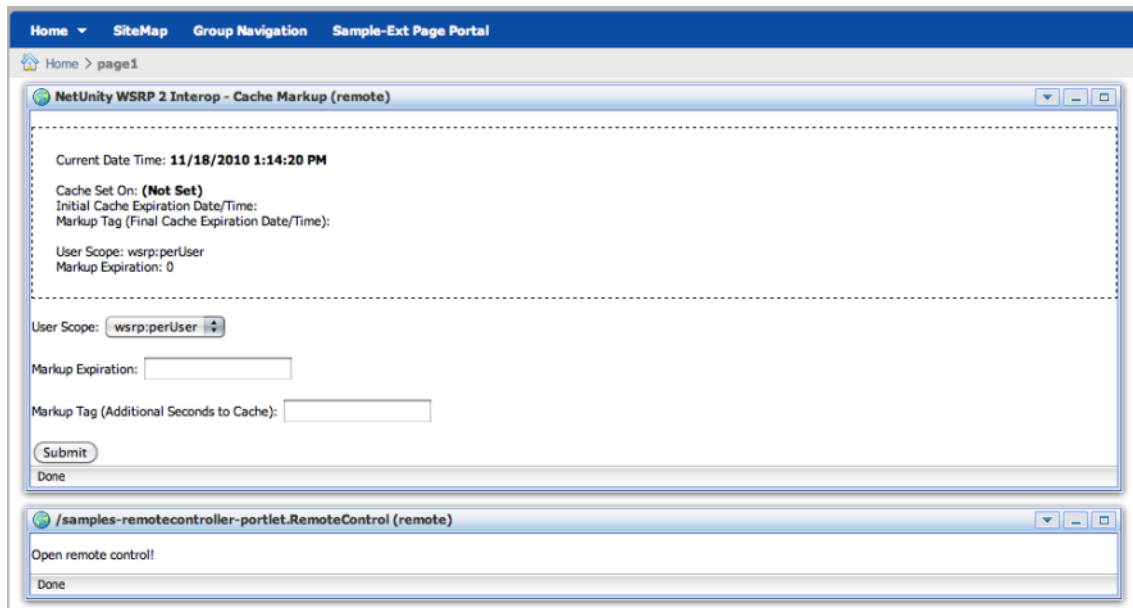 Home SiteMap Group Navigation Sample-Ext Page Portal
Home > page1
NetUnity WSRP 2 Interop - Cache Markup (remote)
Current Date Time: 11/18/2010 1:14:20 PM
Cache Set On: (Not Set)
Initial Cache Expiration Date/Time:
Markup Tag (Final Cache Expiration Date/Time):
User Scope: wsrp:perUser
Markup Expiration: 0
User Scope: wsrp:perUser
Markup Expiration:
Markup Tag (Additional Seconds to Cache):
Submit
Done
/samples-remotecontroller-portlet.RemoteControl (remote)
Open remote control!
Done